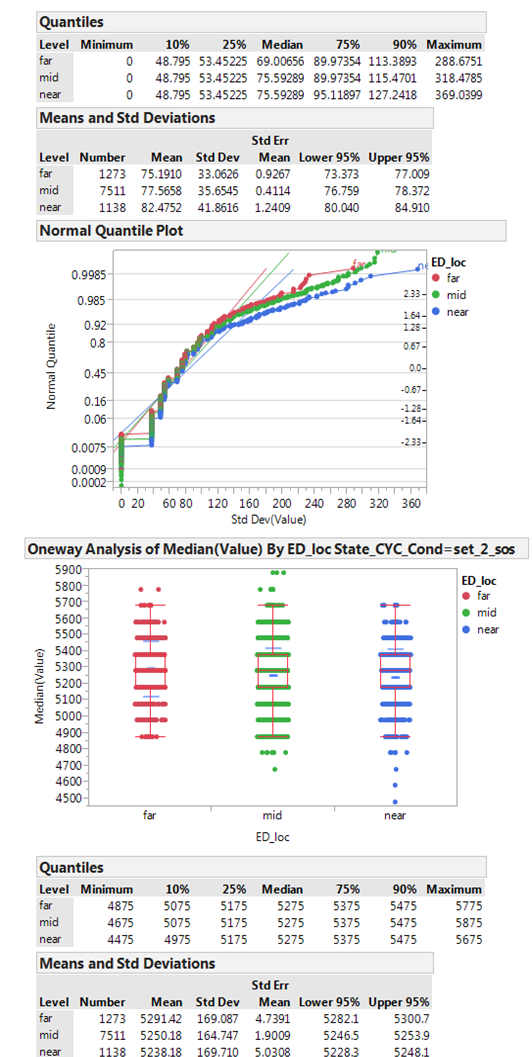 Quantiles
Level Minimum 10% 25% Median 75% 90% Maximum
far 0 48.795 53.45225 69.00656 89.97354 113.3893 288.6751
mid 0 48.795 53.45225 75.59289 89.97354 115.4701 318.4785
near 0 48.795 53.45225 75.59289 95.11897 127.2418 369.0399
Means and Std Deviations
Std Err
Level Number Mean Std Dev Mean Lower 95% Upper 95%
far 1273 75.1910 33.0626 0.9267 73.373 77.009
mid 7511 77.5658 35.6545 0.4114 76.759 78.372
near 1138 82.4752 41.8616 1.2409 80.040 84.910
Normal Quantile Plot
ED_loc
far
mid
near
0.9985
0.985
0.92
0.8
0.45
0.16
0.06
0.0075
0.0009
0.0002
Normal Quantile
2.33
1.64
1.28
0.67
0.0
-0.67
-1.28
-1.64
-2.33
0 20 60 80 120 160 200 240 280 320 360
Std Dev(Value)
Oneway Analysis of Median(Value) By ED_loc State_CYC_Cond=set_2_sos
5900
5800
5700
5600
5500
5400
5300
5200
5100
5000
4900
4800
4700
4600
4500
Median(Value)
far mid near
ED_loc
ED_loc
far
mid
near
Quantiles
Level Minimum 10% 25% Median 75% 90% Maximum
far 4875 5075 5175 5275 5375 5475 5775
mid 4675 5075 5175 5275 5375 5475 5875
near 4475 4975 5175 5275 5375 5475 5675
Means and Std Deviations
Std Err
Level Number Mean Std Dev Mean Lower 95% Upper 95%
far 1273 5291.42 169.087 4.7391 5282.1 5300.7
mid 7511 5250.18 164.747 1.9009 5246.5 5253.9
near 1138 5238.18 169.710 5.0308 5228.3 5248.1